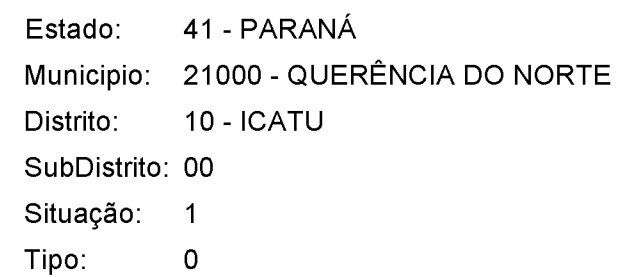 Estado: 41 - PARANÁ
Municipio: 21000 - QUERÊNCIA DO NORTE
Distrito: 10 - ICATU
SubDistrito: 00
Situação: 1
Tipo: 0